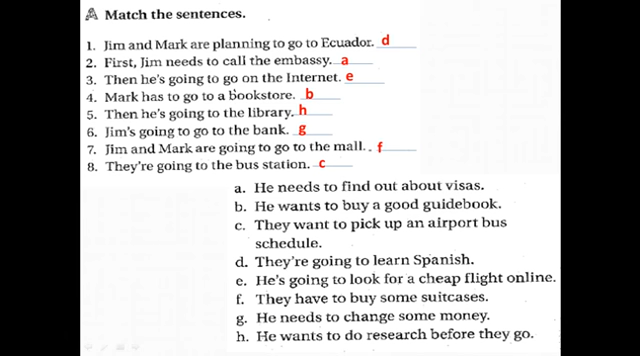 A Match the sentences.
1. Jim and Mark are planning to go to Ecuador. d
2. First, Jim needs to call the embassy. a
3. Then he's going to go on the Internet. e
4. Mark has to go to a bookstore. b
5. Then he's going to the library. h
6. Jim's going to go to the bank. g
7. Jim and Mark are going to go to the mall. . f
8. They're going to the bus station. c
a. He needs to find out about visas.
b. He wants to buy a good guidebook.
c. They want to pick up an airport bus
schedule.
d. They're going to learn Spanish.
e. He's going to look for a cheap flight online.
f. They have to buy some suitcases.
g. He needs to change some money.
h. He wants to do research before they go.